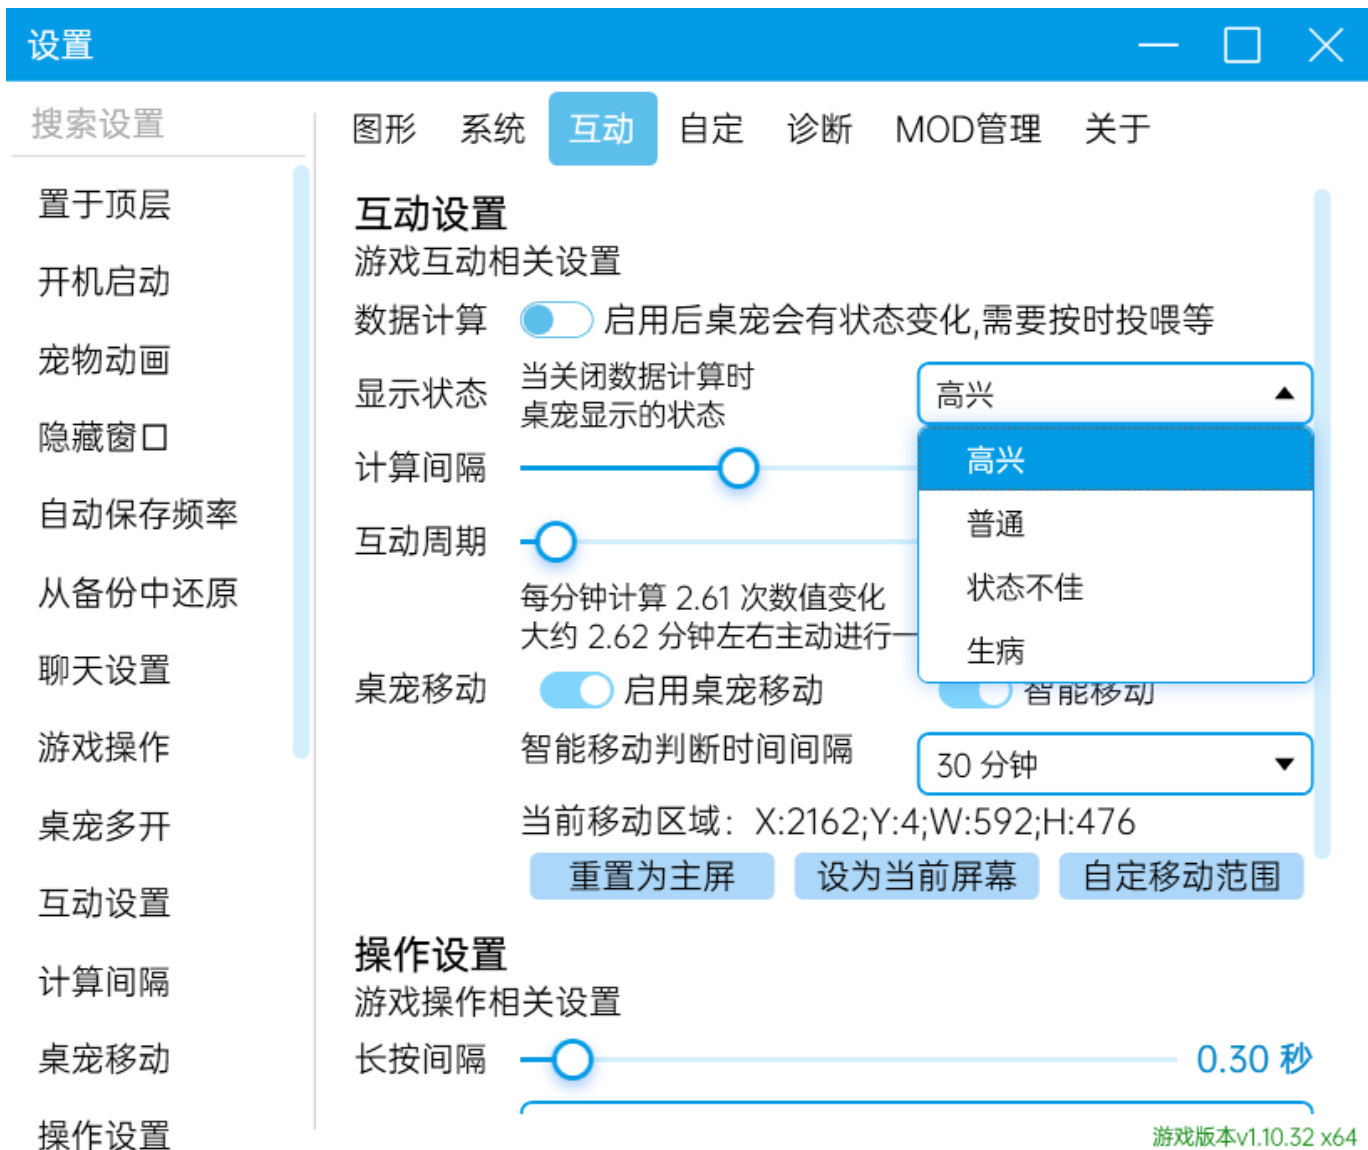 设置
搜索设置
置于顶层
开机启动
宠物动画
隐藏窗口
自动保存频率
从备份中还原
聊天设置
游戏操作
桌宠多开
互动设置
计算间隔
桌宠移动
操作设置
图形 系统 互动 自定 诊断 MOD管理 关于
互动设置
游戏互动相关设置
数据计算 启用后桌宠会有状态变化,需要按时投喂等
显示状态 当关闭数据计算时
桌宠显示的状态
高兴
高兴
普通
状态不佳
生病
计算间隔
互动周期
每分钟计算 2.61 次数值变化
大约 2.62 分钟左右主动进行一
桌宠移动 启用桌宠移动 智能移动
智能移动判断时间间隔 30 分钟
当前移动区域：X:2162;Y:4;W:592;H:476
重置为主屏 设为当前屏幕 自定移动范围
操作设置
游戏操作相关设置
长按间隔 0.30 秒
游戏版本v1.10.32 x64